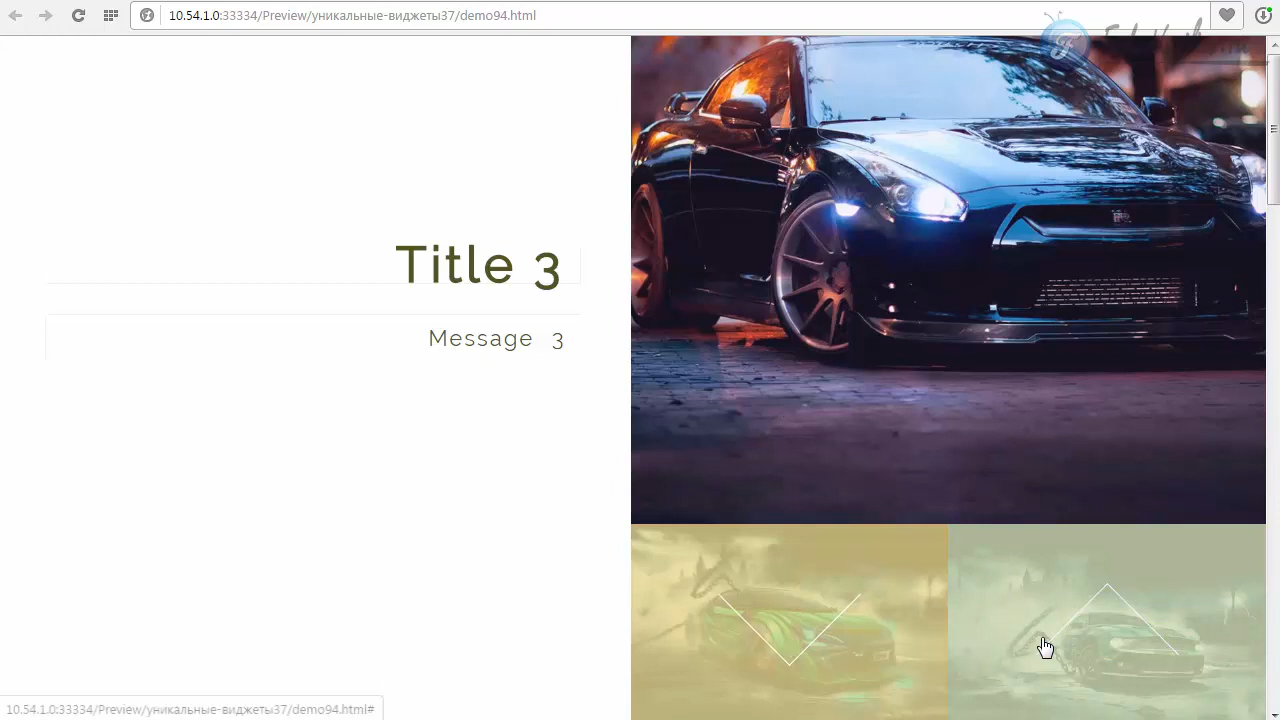 10.54.1.0:33334/Preview/уникальные-виджеты37/demo94.html
Title 3
Message 3
10.54.1.0:33334/Preview/уникальные-виджеты37/demo94.html#